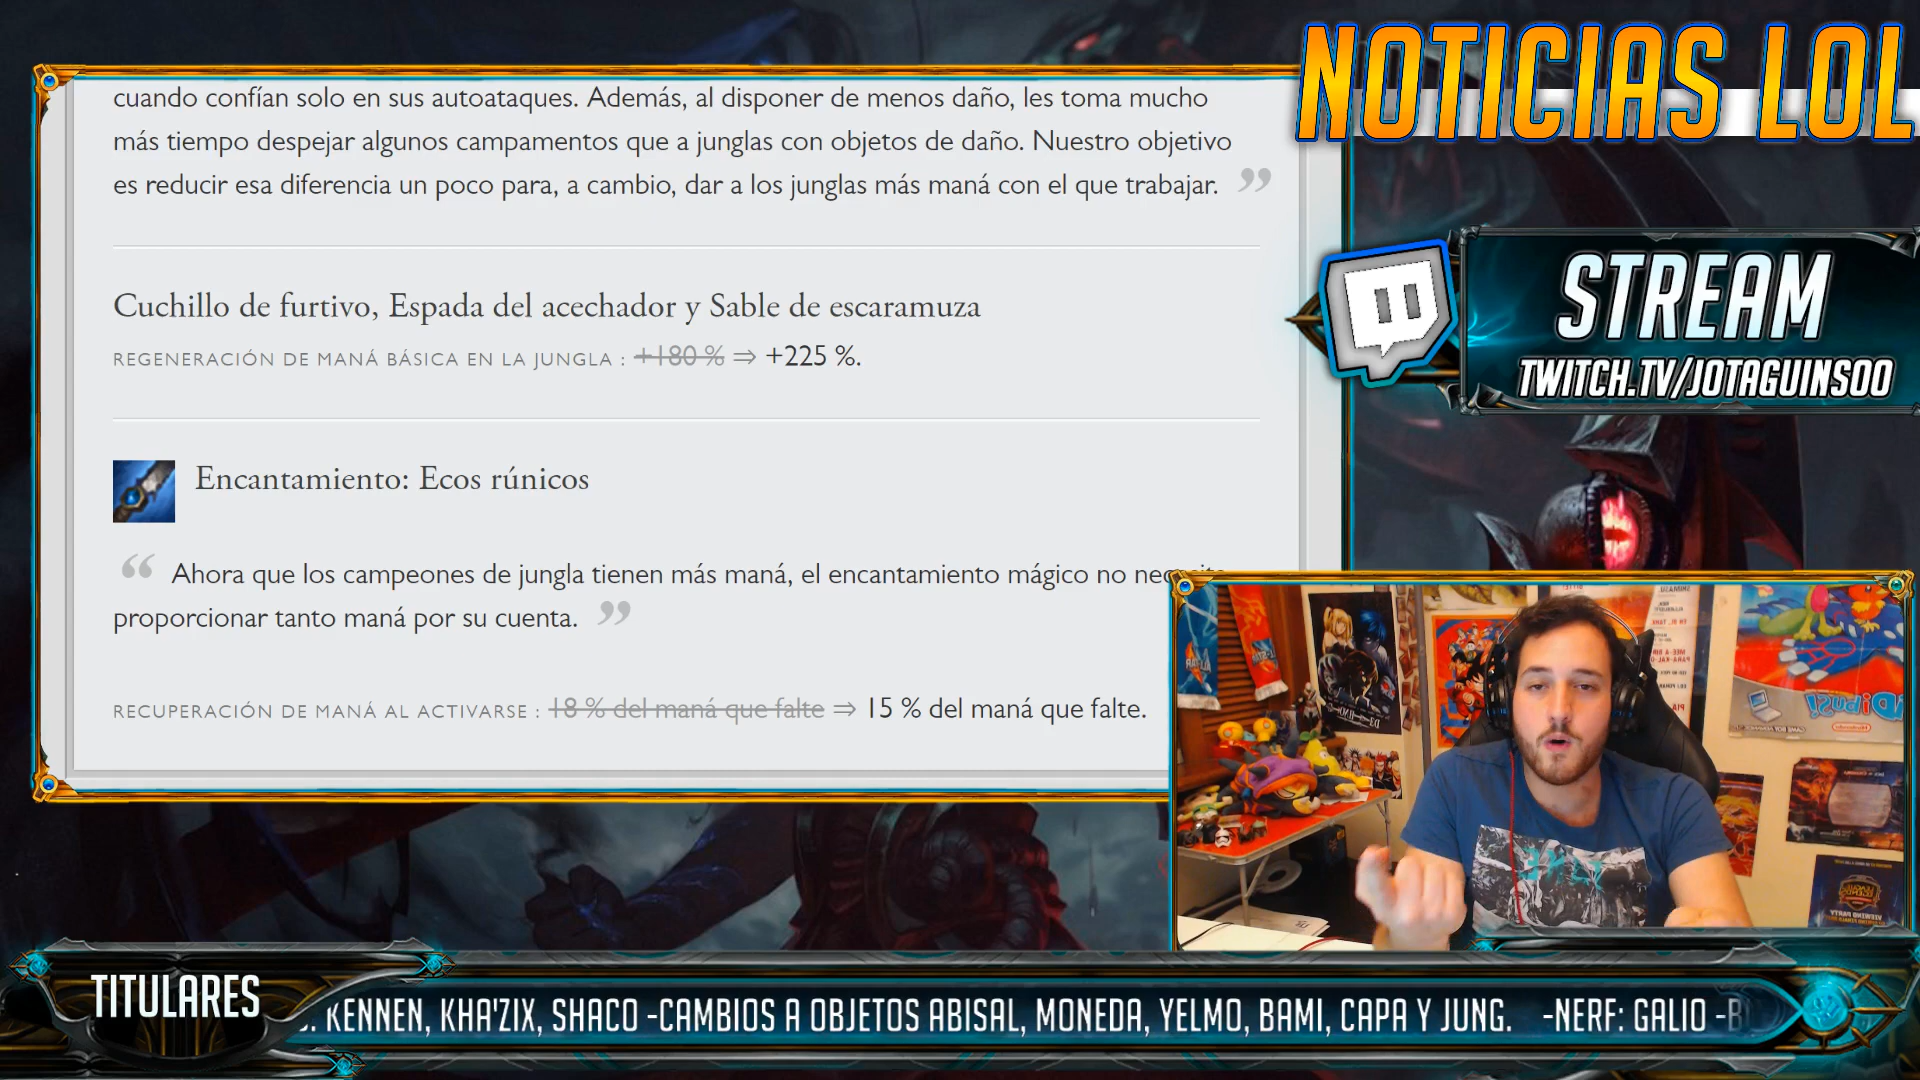 NOTICIAS LOL
cuando confían solo en sus autoataques. Además, al disponer de menos daño, les toma mucho
más tiempo despejar algunos campamentos que a junglas con objetos de daño. Nuestro objetivo
es reducir esa diferencia un poco para, a cambio, dar a los junglas más maná con el que trabajar. ”
STREAM
TWITCH.TV/JOTAGUINSOO
Cuchillo de furtivo, Espada del acechador y Sable de escaramuza
REGENERACIÓN DE MANÁ BÁSICA EN LA JUNGLA : +180 % ⇒ +225 %.
Encantamiento: Ecos rúnicos
“ Ahora que los campeones de jungla tienen más maná, el encantamiento mágico no
proporcionar tanto maná por su cuenta. ”
RECUPERACIÓN DE MANÁ AL ACTIVARSE : 18 % del maná que falte ⇒ 15 % del maná que falte.
TITULARES
KENNEN, KHA'ZIX, SHACO -CAMBIOS A OBJETOS ABISAL, MONEDA, YELMO, BAMI, CAPA Y JUNG. -NERF: GALIO -B